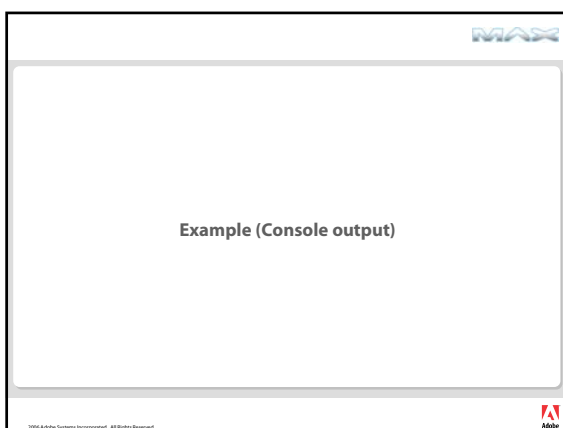 MAX
Example (Console output)
2006 Adobe Systems Incorporated. All Rights Reserved.
Adobe